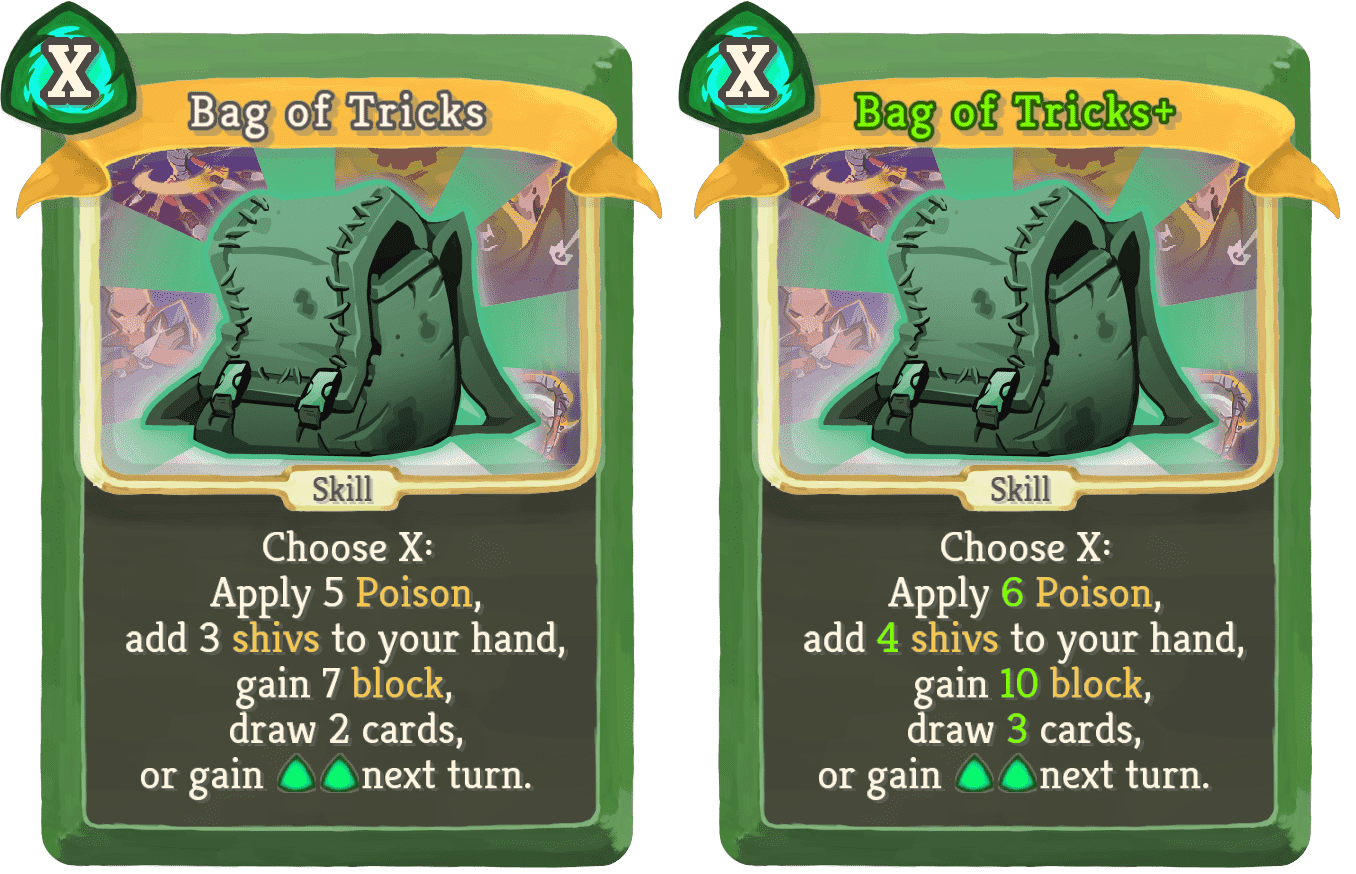 X
Bag of Tricks
Skill
Choose X:
Apply 5 Poison,
add 3 shivs to your hand,
gain 7 block,
draw 2 cards,
or gain next turn.
X
Bag of Tricks+
Skill
Choose X:
Apply 6 Poison,
add 4 shivs to your hand,
gain 10 block,
draw 3 cards,
or gain next turn.